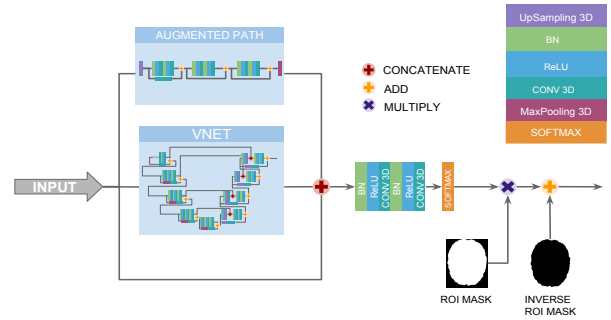 AUGMENTED PATH
VNET
INPUT
CONCATENATE
ADD
MULTIPLY
UpSampling 3D
BN
ReLU
CONV 3D
MaxPooling 3D
SOFTMAX
BN
ReLU
CONV 3D
BN
ReLU
CONV 3D
SOFTMAX
ROI MASK
INVERSE
ROI MASK